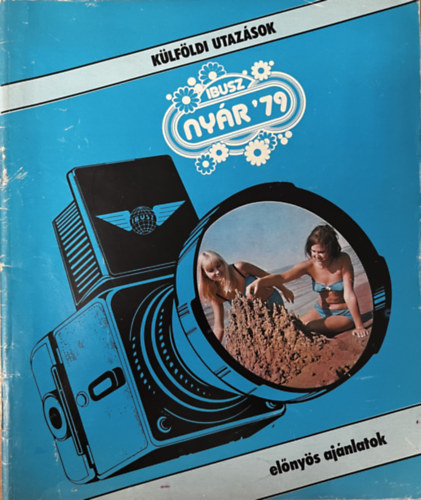 KÜLFÖLDI UTAZÁSOK
IBUSZ
NYÁR '79
IBUSZ
előnyös ajánlatok